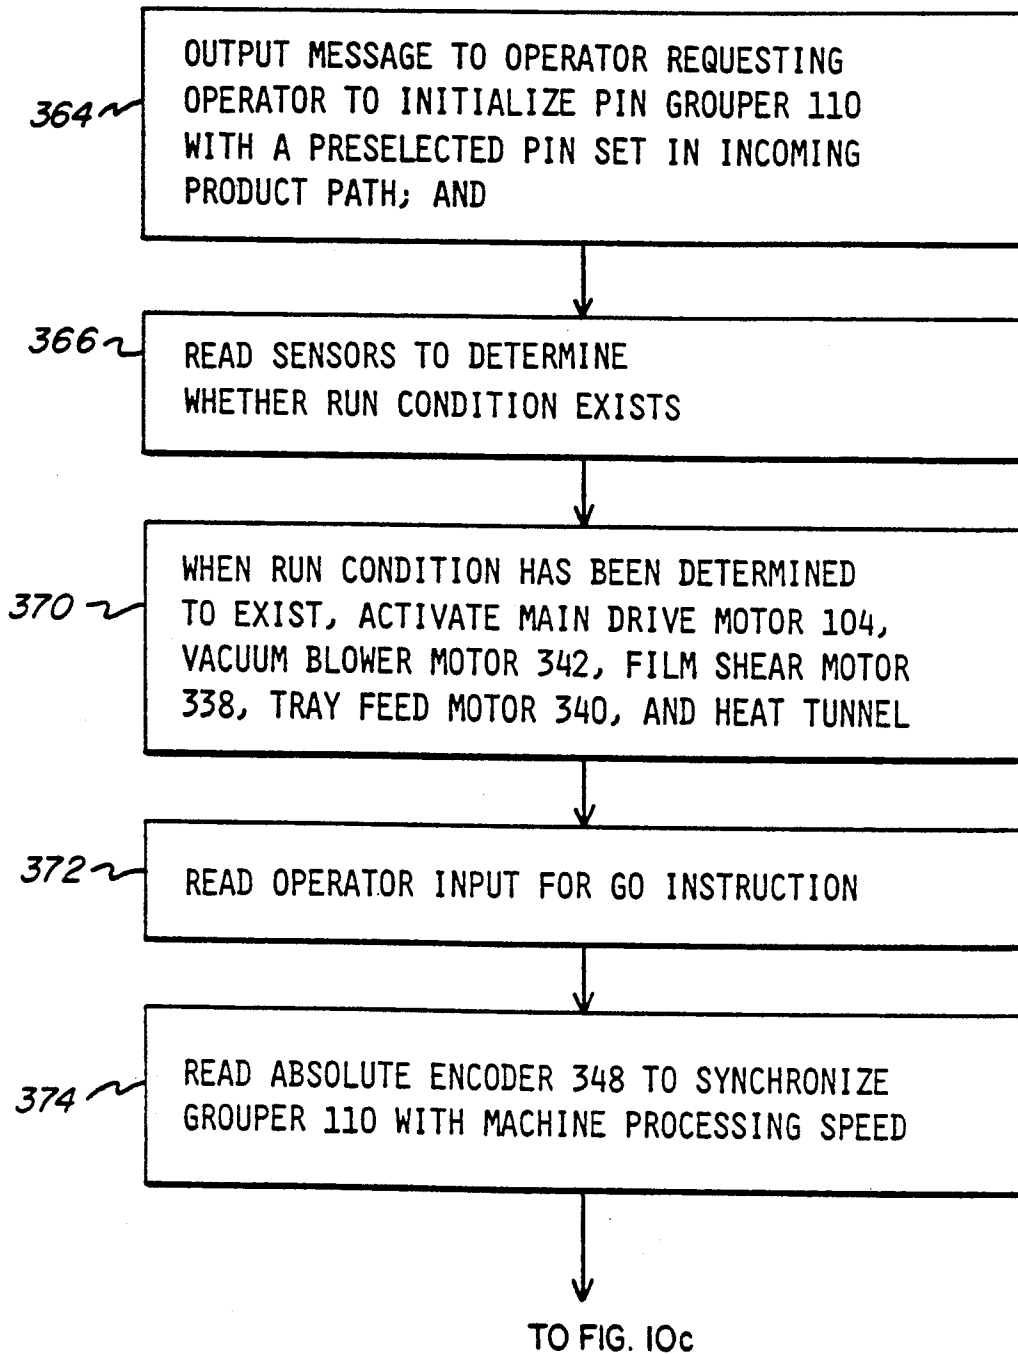 364
OUTPUT MESSAGE TO OPERATOR REQUESTING
OPERATOR TO INITIALIZE PIN GROUPER 110
WITH A PRESELECTED PIN SET IN INCOMING
PRODUCT PATH; AND
366
READ SENSORS TO DETERMINE
WHETHER RUN CONDITION EXISTS
370
WHEN RUN CONDITION HAS BEEN DETERMINED
TO EXIST, ACTIVATE MAIN DRIVE MOTOR 104,
VACUUM BLOWER MOTOR 342, FILM SHEAR MOTOR
338, TRAY FEED MOTOR 340, AND HEAT TUNNEL
372
READ OPERATOR INPUT FOR GO INSTRUCTION
374
READ ABSOLUTE ENCODER 348 TO SYNCHRONIZE
GROUPER 110 WITH MACHINE PROCESSING SPEED
TO FIG. 10c